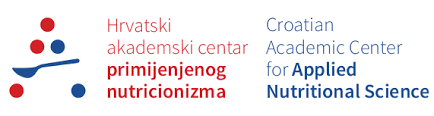 Hrvatski
akademski centar
primijenjenog
nutricionizma
Croatian
Academic Center
for Applied
Nutritional Science